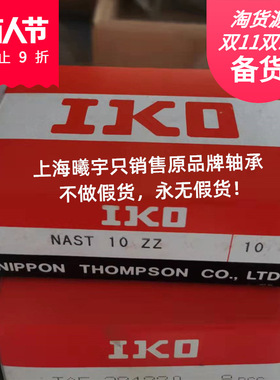 人节
止9折
淘货源
双11双
备货
IKO
上海曦宇只销售原品牌轴承
不做假货，永无假货！
IKO
NAST 10 ZZ
10
NIPPON THOMPSON CO., LTD
IKO